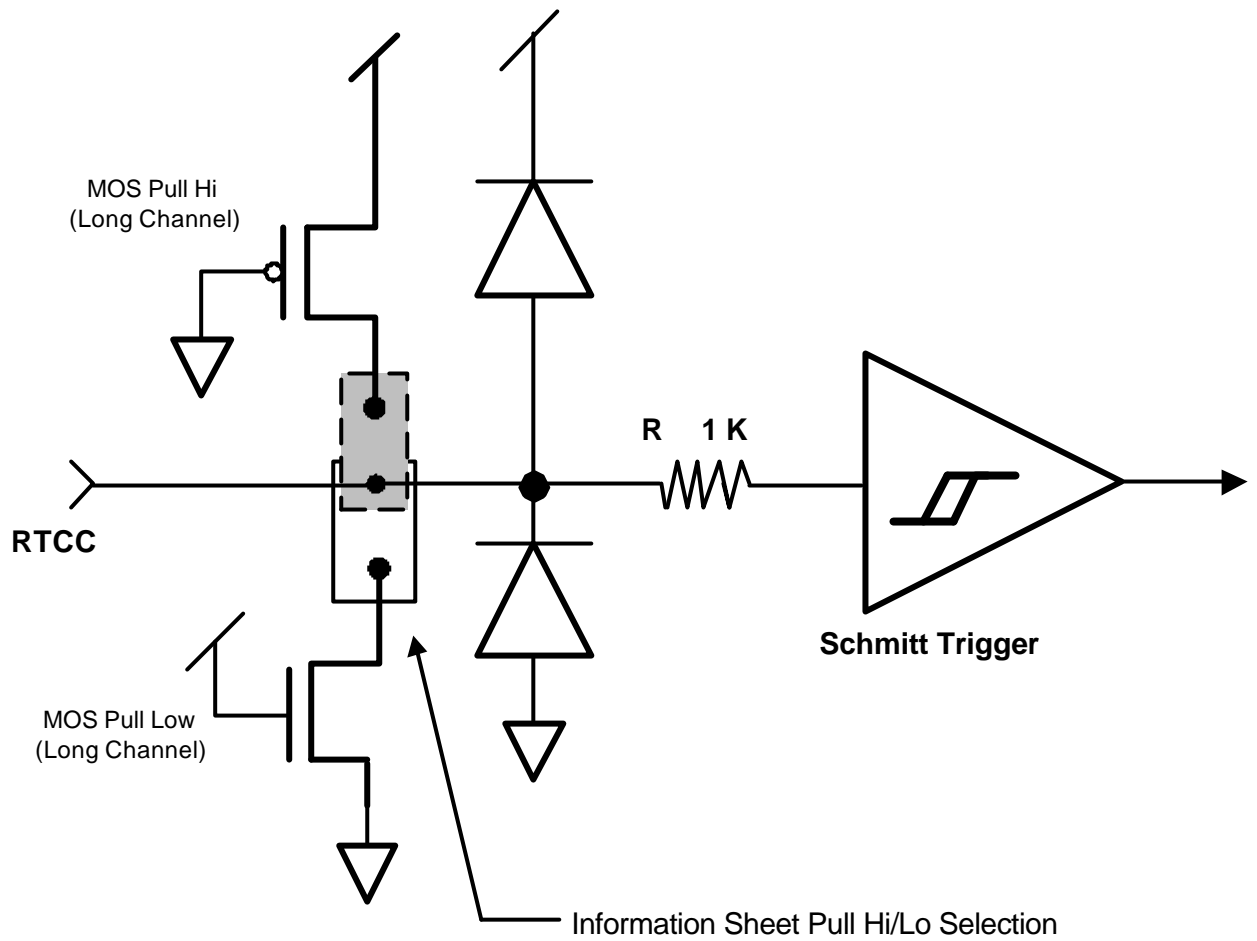 MOS Pull Hi
(Long Channel)
R 1 K
RTCC
Schmitt Trigger
MOS Pull Low
(Long Channel)
Information Sheet Pull Hi/Lo Selection